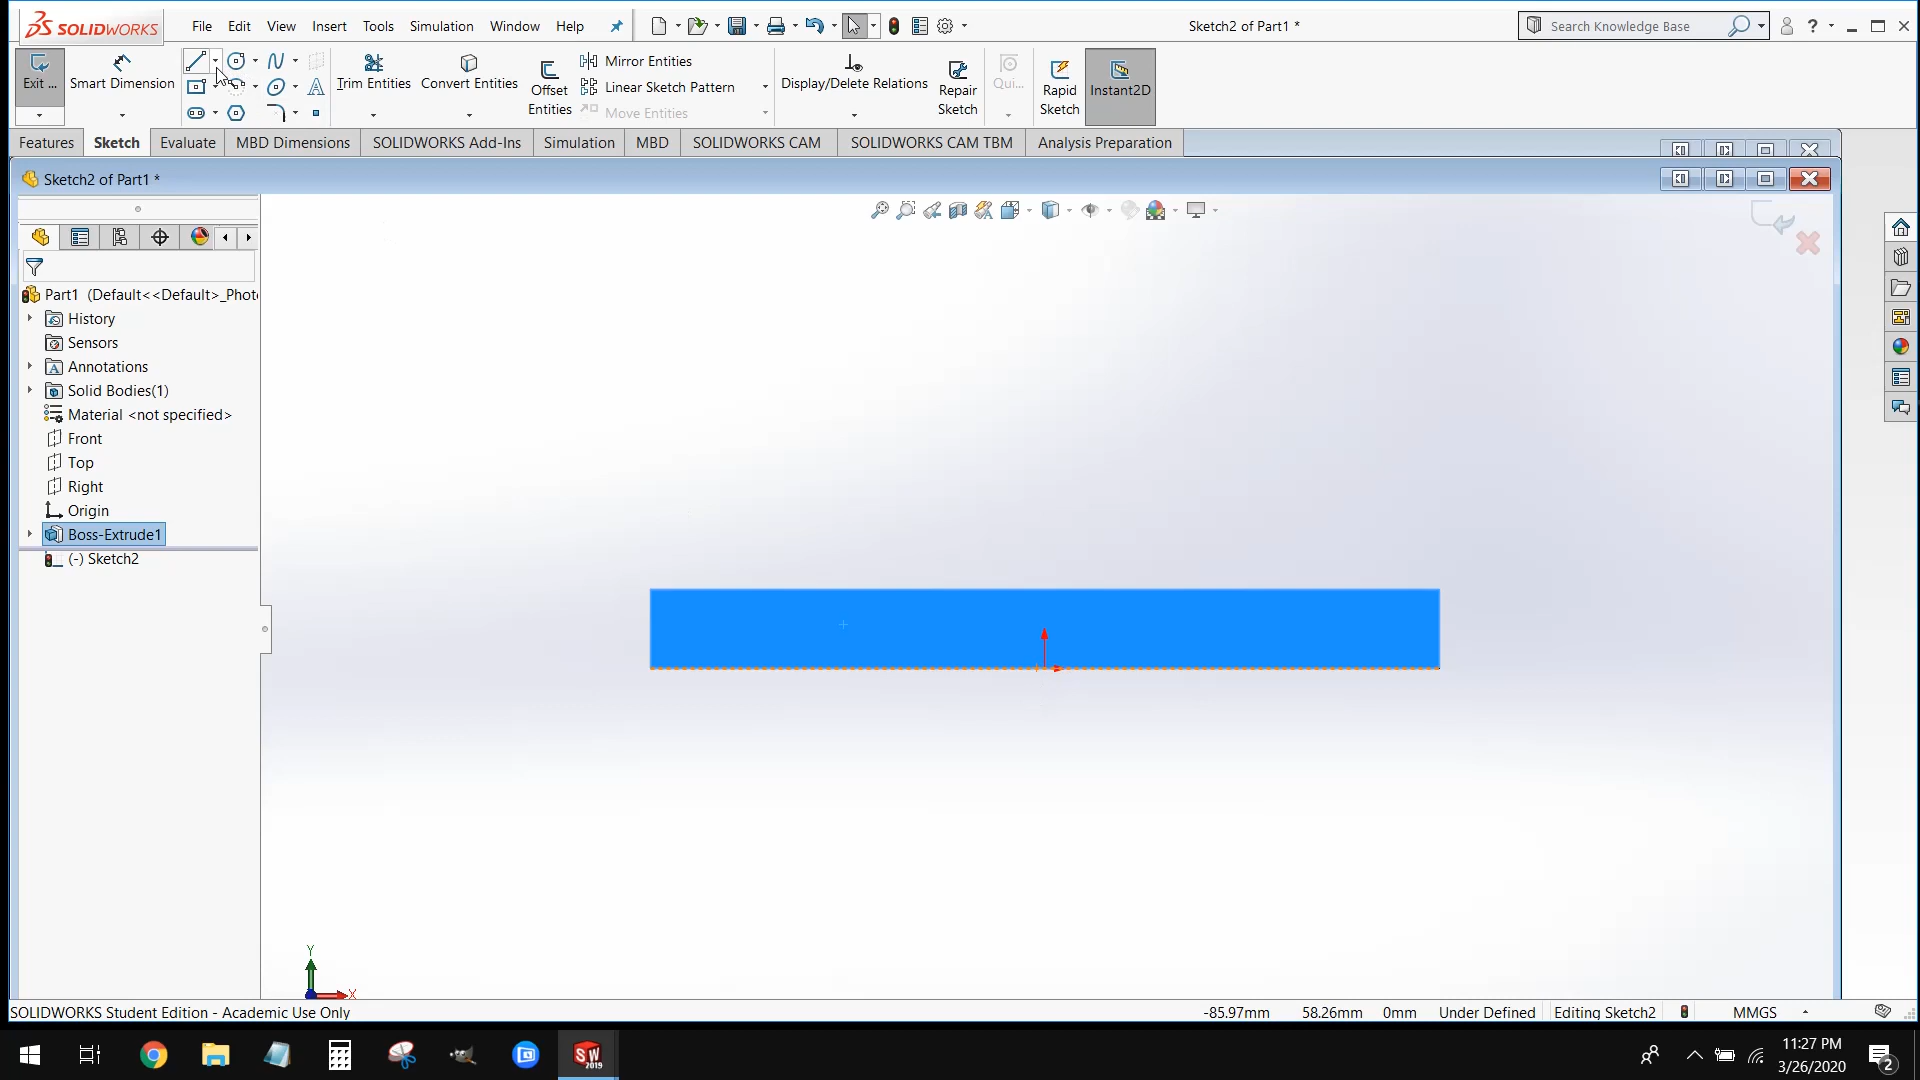 SOLIDWORKS
File Edit View Insert Tools Simulation Window Help
Sketch2 of Part1 *
Search Knowledge Base
?
Exit ...
Smart Dimension
Trim Entities
Convert Entities
Offset Entities
Mirror Entities
Linear Sketch Pattern
Move Entities
Display/Delete Relations
Repair Sketch
Qui...
Rapid Sketch
Instant2D
Features Sketch Evaluate MBD Dimensions SOLIDWORKS Add-Ins Simulation MBD SOLIDWORKS CAM SOLIDWORKS CAM TBM Analysis Preparation
Sketch2 of Part1 *
Part1 (Default<<Default>_Phot
History
Sensors
Annotations
Solid Bodies(1)
Material <not specified>
Front
Top
Right
Origin
Boss-Extrude1
(-) Sketch2
Y
X
SOLIDWORKS Student Edition - Academic Use Only
-85.97mm 58.26mm 0mm Under Defined Editing Sketch2 MMGS
SW 2019
11:27 PM
3/26/2020
2